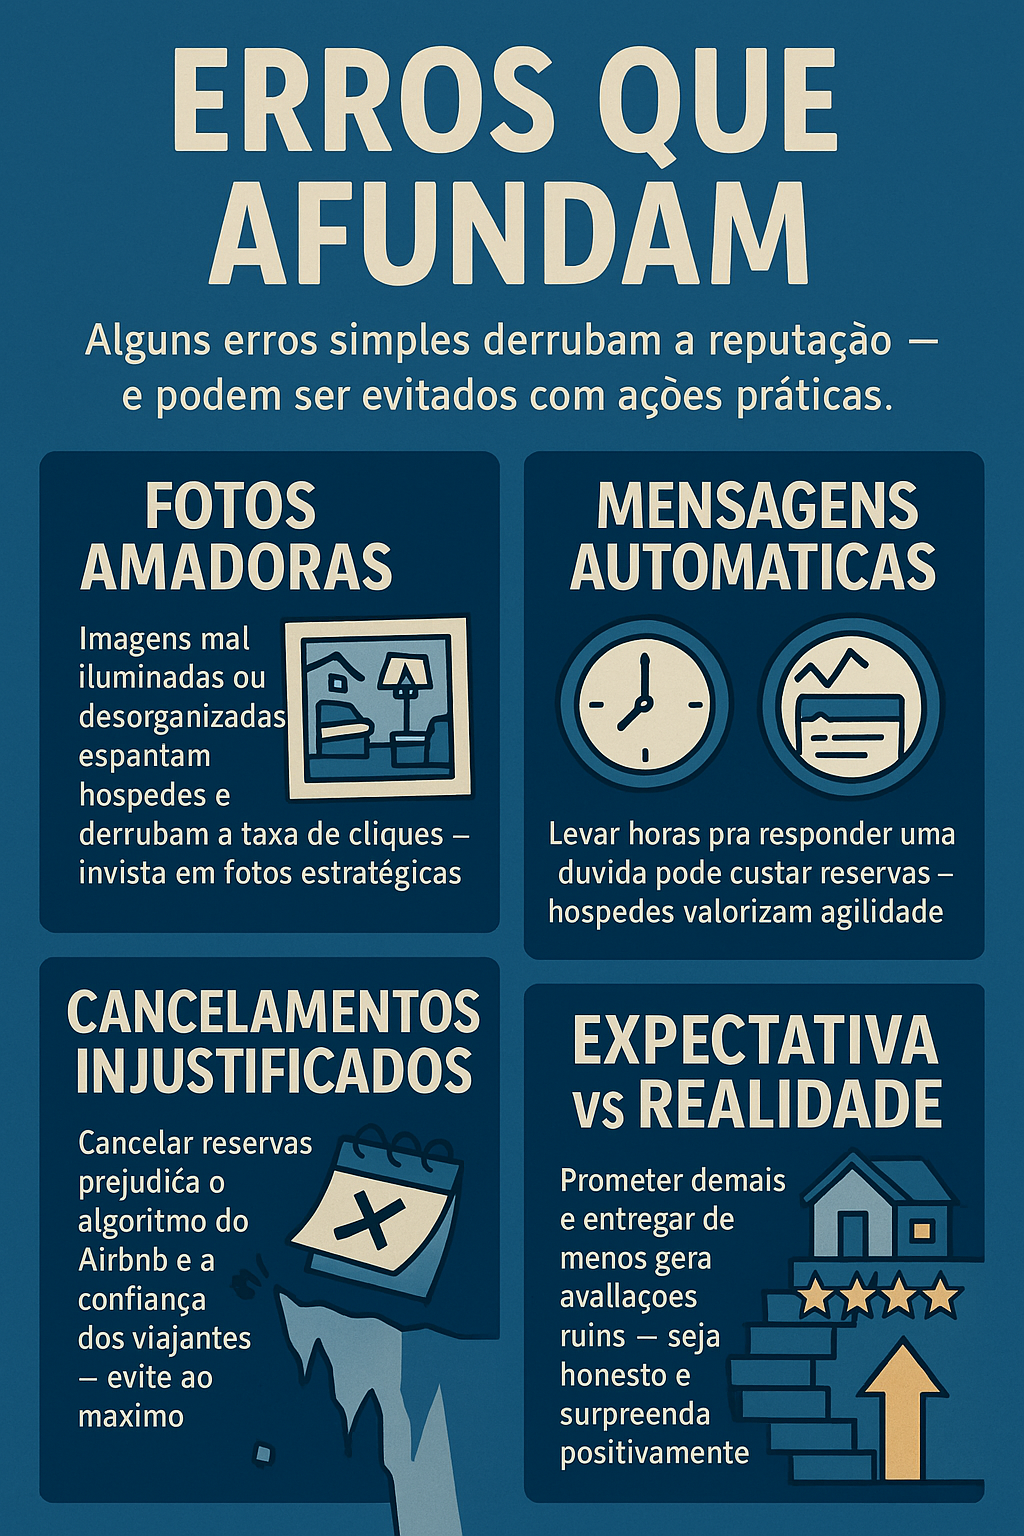 ERROS QUE
AFUNDAM
Alguns erros simples derrubam a reputaçào —
e podem ser evitados com açòes práticas.
FOTOS
AMADORAS
Imagens mal
iluminadas ou
desorganizadas
espantam
hospedes e
derrubam a taxa de cliques –
invista em fotos estratégicas
MENSAGENS
AUTOMATICAS
Levar horas pra responder uma
duvida pode custar reservas –
hospedes valorizam agilidade
CANCELAMENTOS
INJUSTIFICADOS
Cancelar reservas
prejudića o
algoritmo do
Airbnb e a
confiança
dos viajantes
– evite ao
maximo
EXPECTATIVA
vs REALIDADE
Prometer demais
e entregar de
menos gera
avallaçoes
ruins – seja
honesto e
surpreenda
positivamente